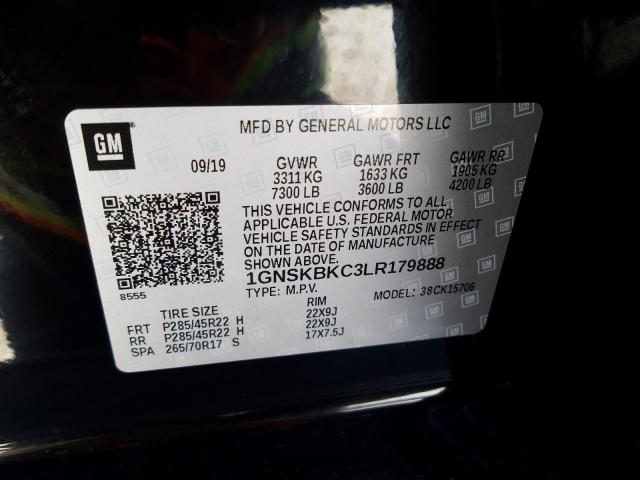 GM
MFD BY GENERAL MOTORS LLC
09/19 GVWR GAWR FRT GAWR RR
3311 KG 1633 KG 1905 KG
7300 LB 3600 LB 4200 LB
THIS VEHICLE CONFORMS TO ALL
APPLICABLE U.S. FEDERAL MOTOR
VEHICLE SAFETY STANDARDS IN EFFECT
ON THE DATE OF MANUFACTURE
SHOWN ABOVE.
1GNSKBKC3LR179888
8555
TYPE: M.P.V. MODEL: 38CK15706
TIRE SIZE RIM
FRT P285/45R22 H 22X9J
RR P285/45R22 H 22X9J
SPA 265/70R17 S 17X7.5J